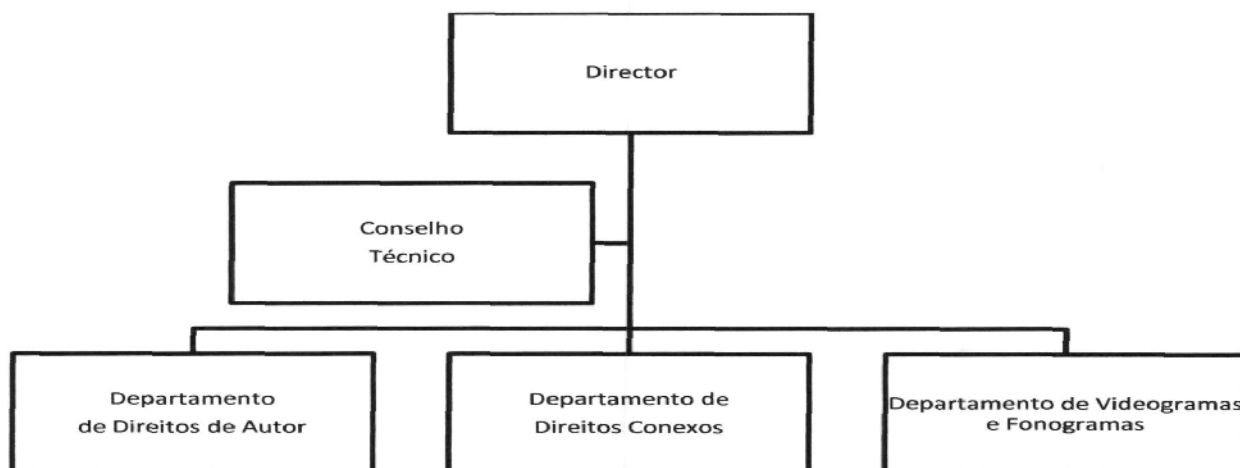 Director
Conselho
Técnico
Departamento
de Direitos de Autor
Departamento de
Direitos Conexos
Departamento de Videogramas
e Fonogramas